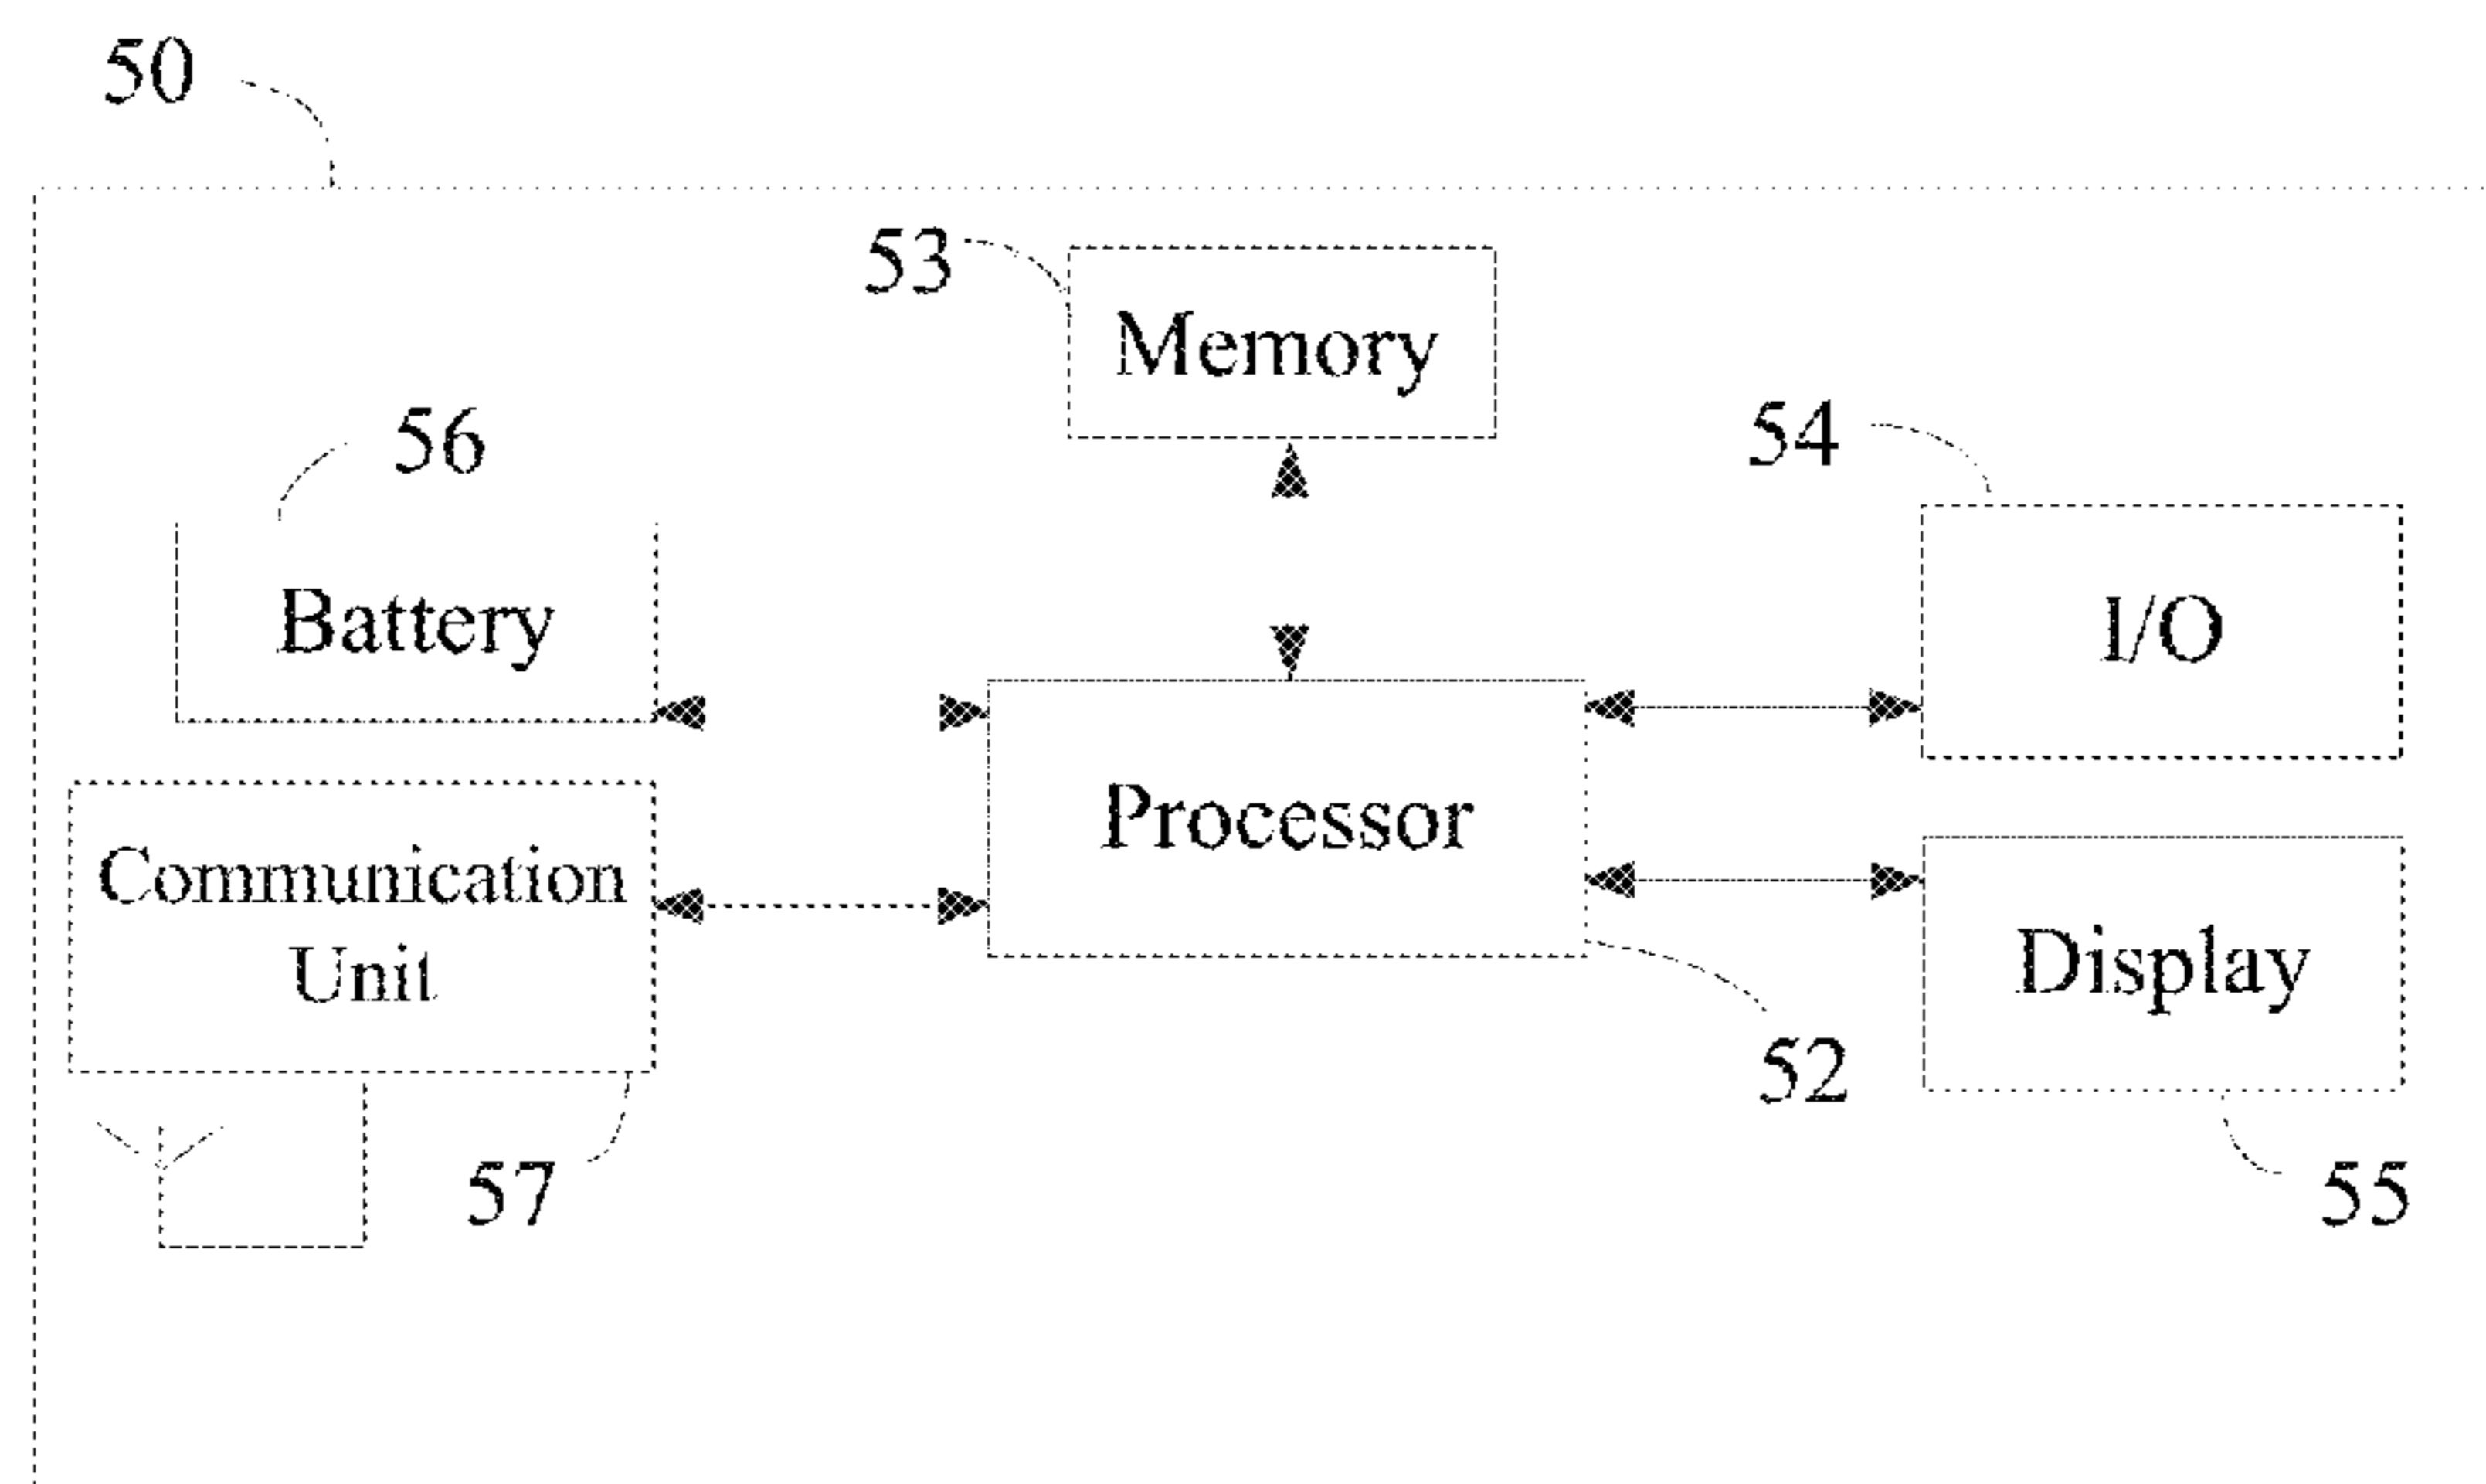 50
53
Memory
56
54
Battery
I/O
Processor
Communication
Unit
Display
52
57
55